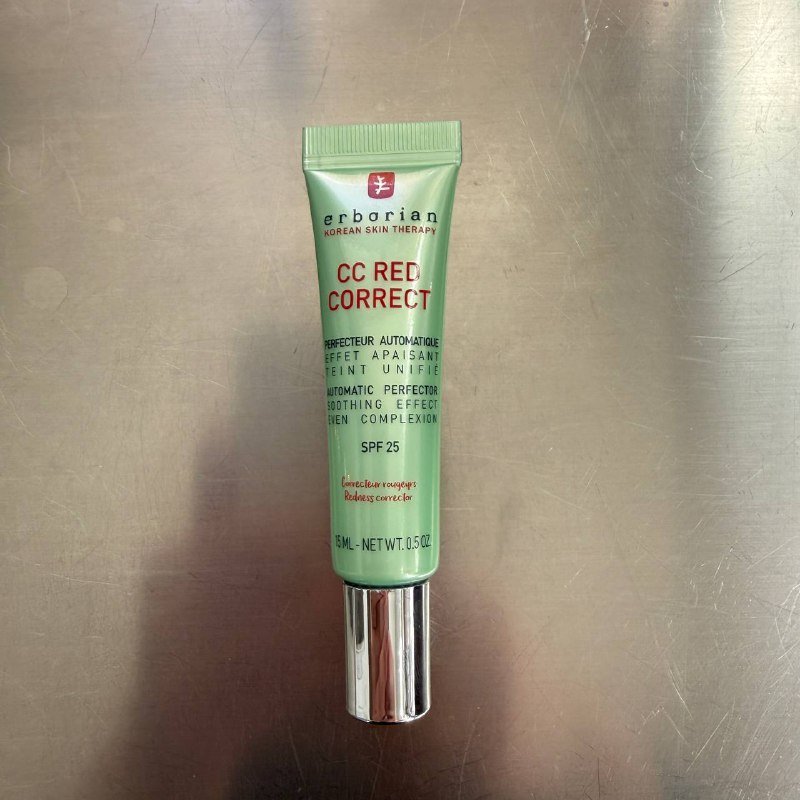 erborian
KOREAN SKIN THERAPY
CC RED
CORRECT
PERFECTEUR AUTOMATIQUE
EFFET APAISANT
TEINT UNIFIÉ
AUTOMATIC PERFECTOR
SOOTHING EFFECT
EVEN COMPLEXION
SPF 25
Correcteur rougeurs
Redness corrector
15 ML - NET WT. 0.5 OZ.